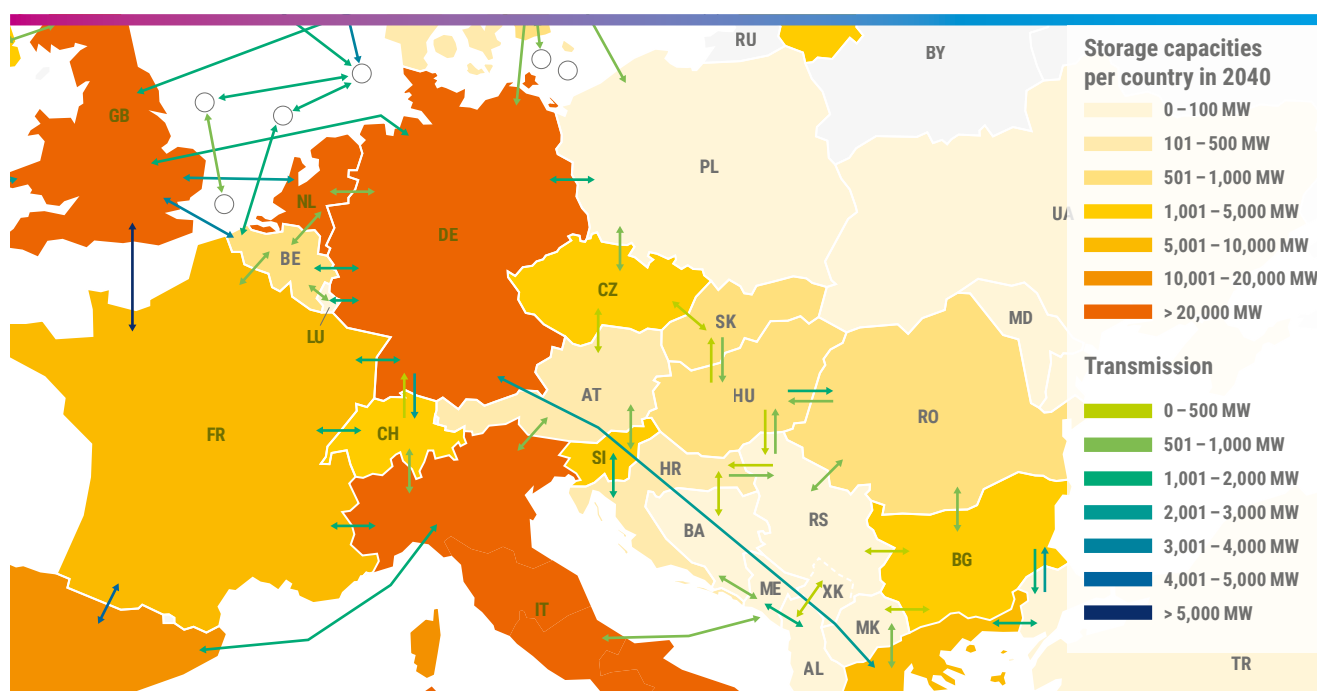 RU
BY
GB
PL
NL
UA
DE
BE
CZ
MD
SK
LU
AT
HU
RO
FR
CH
SI
HR
RS
BA
BG
ME
XK
IT
MK
AL
TR
Storage capacities
per country in 2040
0 – 100 MW
101 – 500 MW
501 – 1,000 MW
1,001 – 5,000 MW
5,001 – 10,000 MW
10,001 – 20,000 MW
> 20,000 MW
Transmission
0 – 500 MW
501 – 1,000 MW
1,001 – 2,000 MW
2,001 – 3,000 MW
3,001 – 4,000 MW
4,001 – 5,000 MW
> 5,000 MW